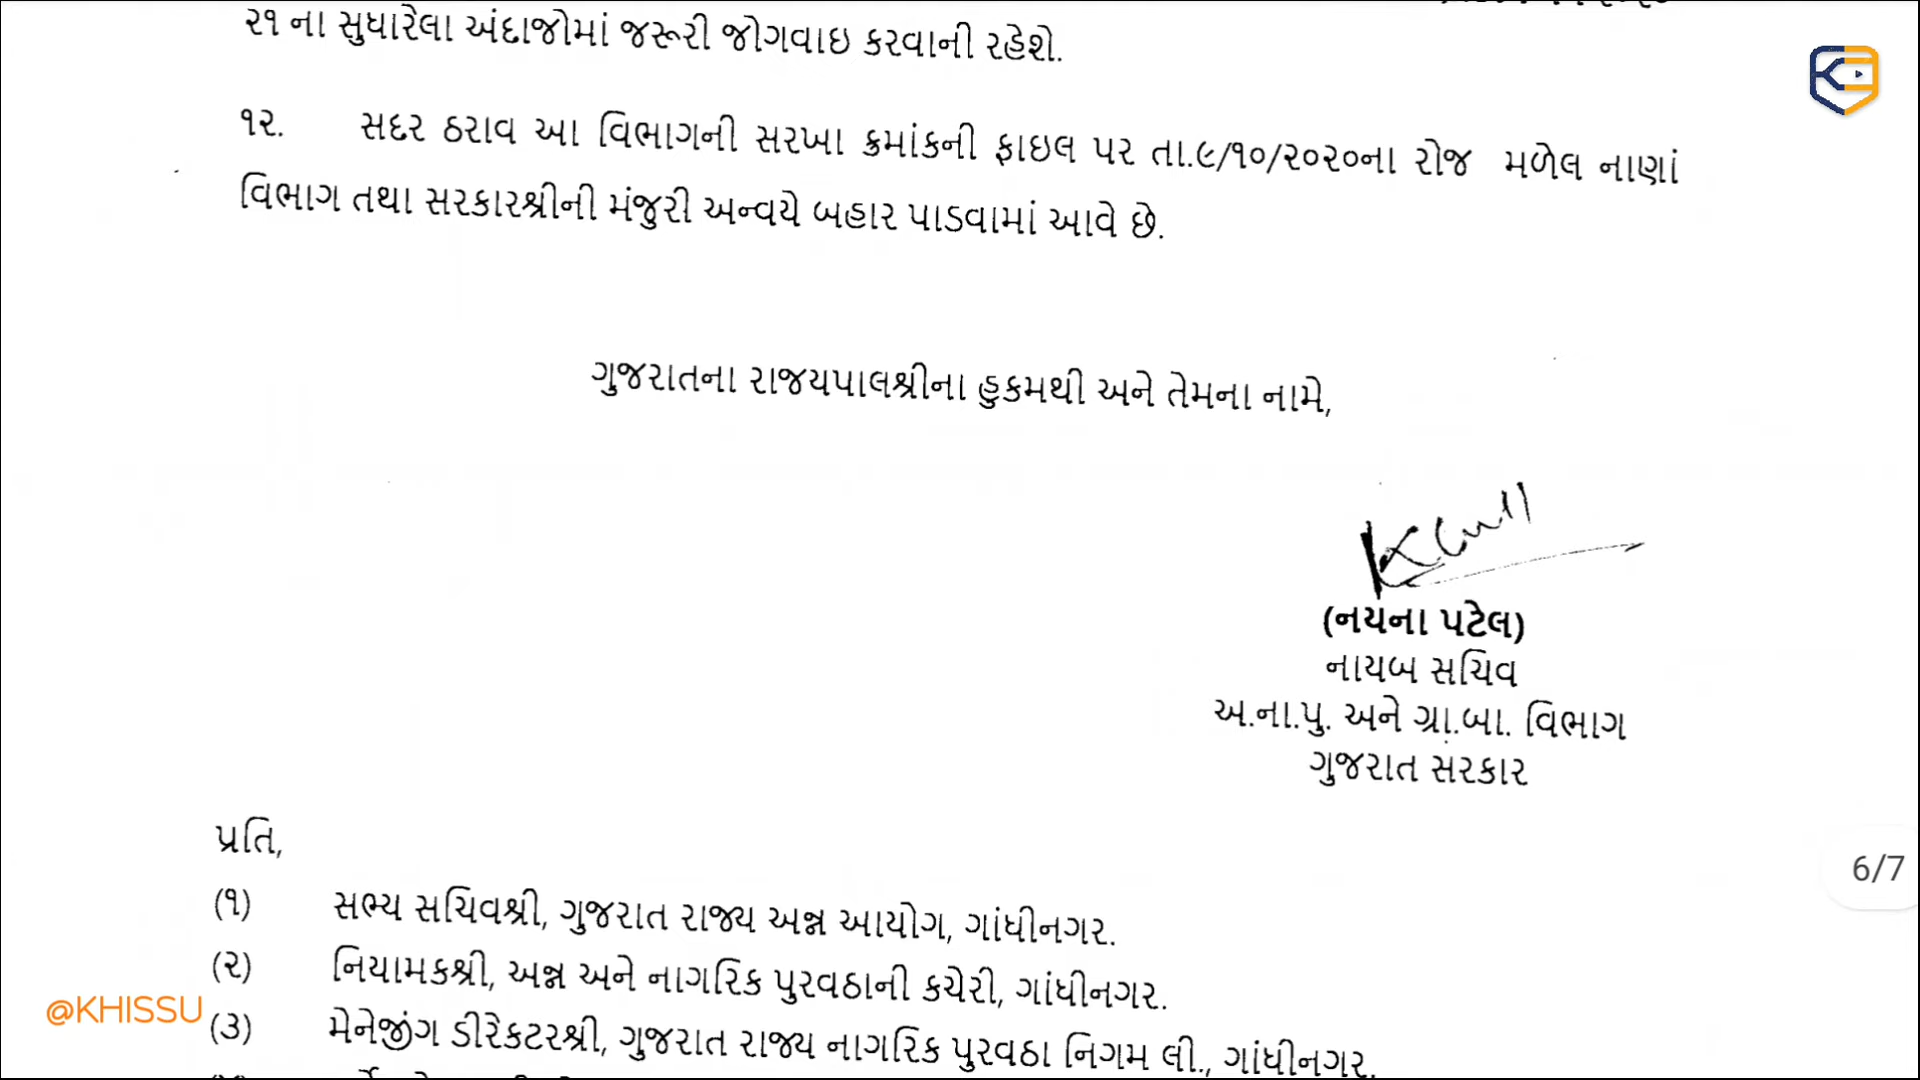 ૨૧ ના સુધારેલા અંદાજોમાં જરૂરી જોગવાઇ કરવાની રહેશે.
૧૨. સદર ઠરાવ આ વિભાગની સરખા ક્રમાંકની ફાઇલ પર તા.૯/૧૦/૨૦૨૦ના રોજ મળેલ નાણાં
વિભાગ તથા સરકારશ્રીની મંજુરી અન્વયે બહાર પાડવામાં આવે છે.
ગુજરાતના રાજયપાલશ્રીના હુકમથી અને તેમના નામે,
(નયના પટેલ)
નાયબ સચિવ
અ.ના.પુ. અને ગ્રા.બા. વિભાગ
ગુજરાત સરકાર
પ્રતિ,
6/7
(૧) સભ્ય સચિવશ્રી, ગુજરાત રાજ્ય અન્ન આયોગ, ગાંધીનગર.
(૨) નિયામકશ્રી, અન્ન અને નાગરિક પુરવઠાની કચેરી, ગાંધીનગર.
@KHISSU
(૩) મેનેજીંગ ડીરેકટરશ્રી, ગુજરાત રાજ્ય નાગરિક પુરવઠા નિગમ લી., ગાંધીનગર.